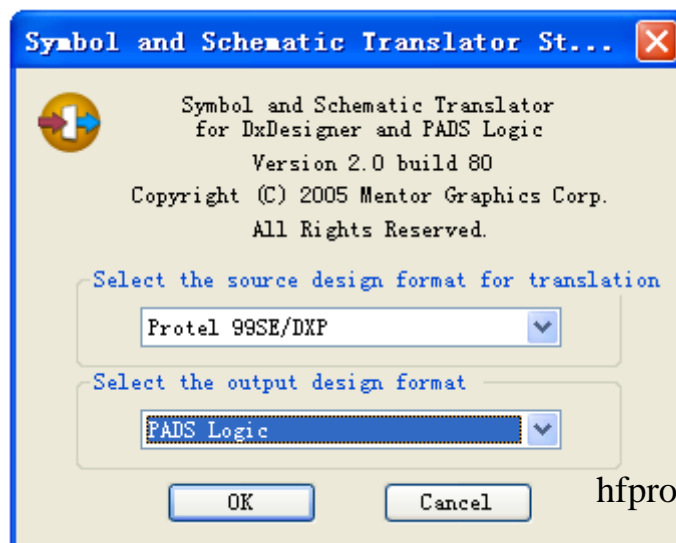 Symbol and Schematic Translator St...
Symbol and Schematic Translator
for DxDesigner and PADS Logic
Version 2.0 build 80
Copyright (C) 2005 Mentor Graphics Corp.
All Rights Reserved.
Select the source design format for translation
Protel 99SE/DXP
Select the output design format
PADS Logic
OK Cancel
hfpro